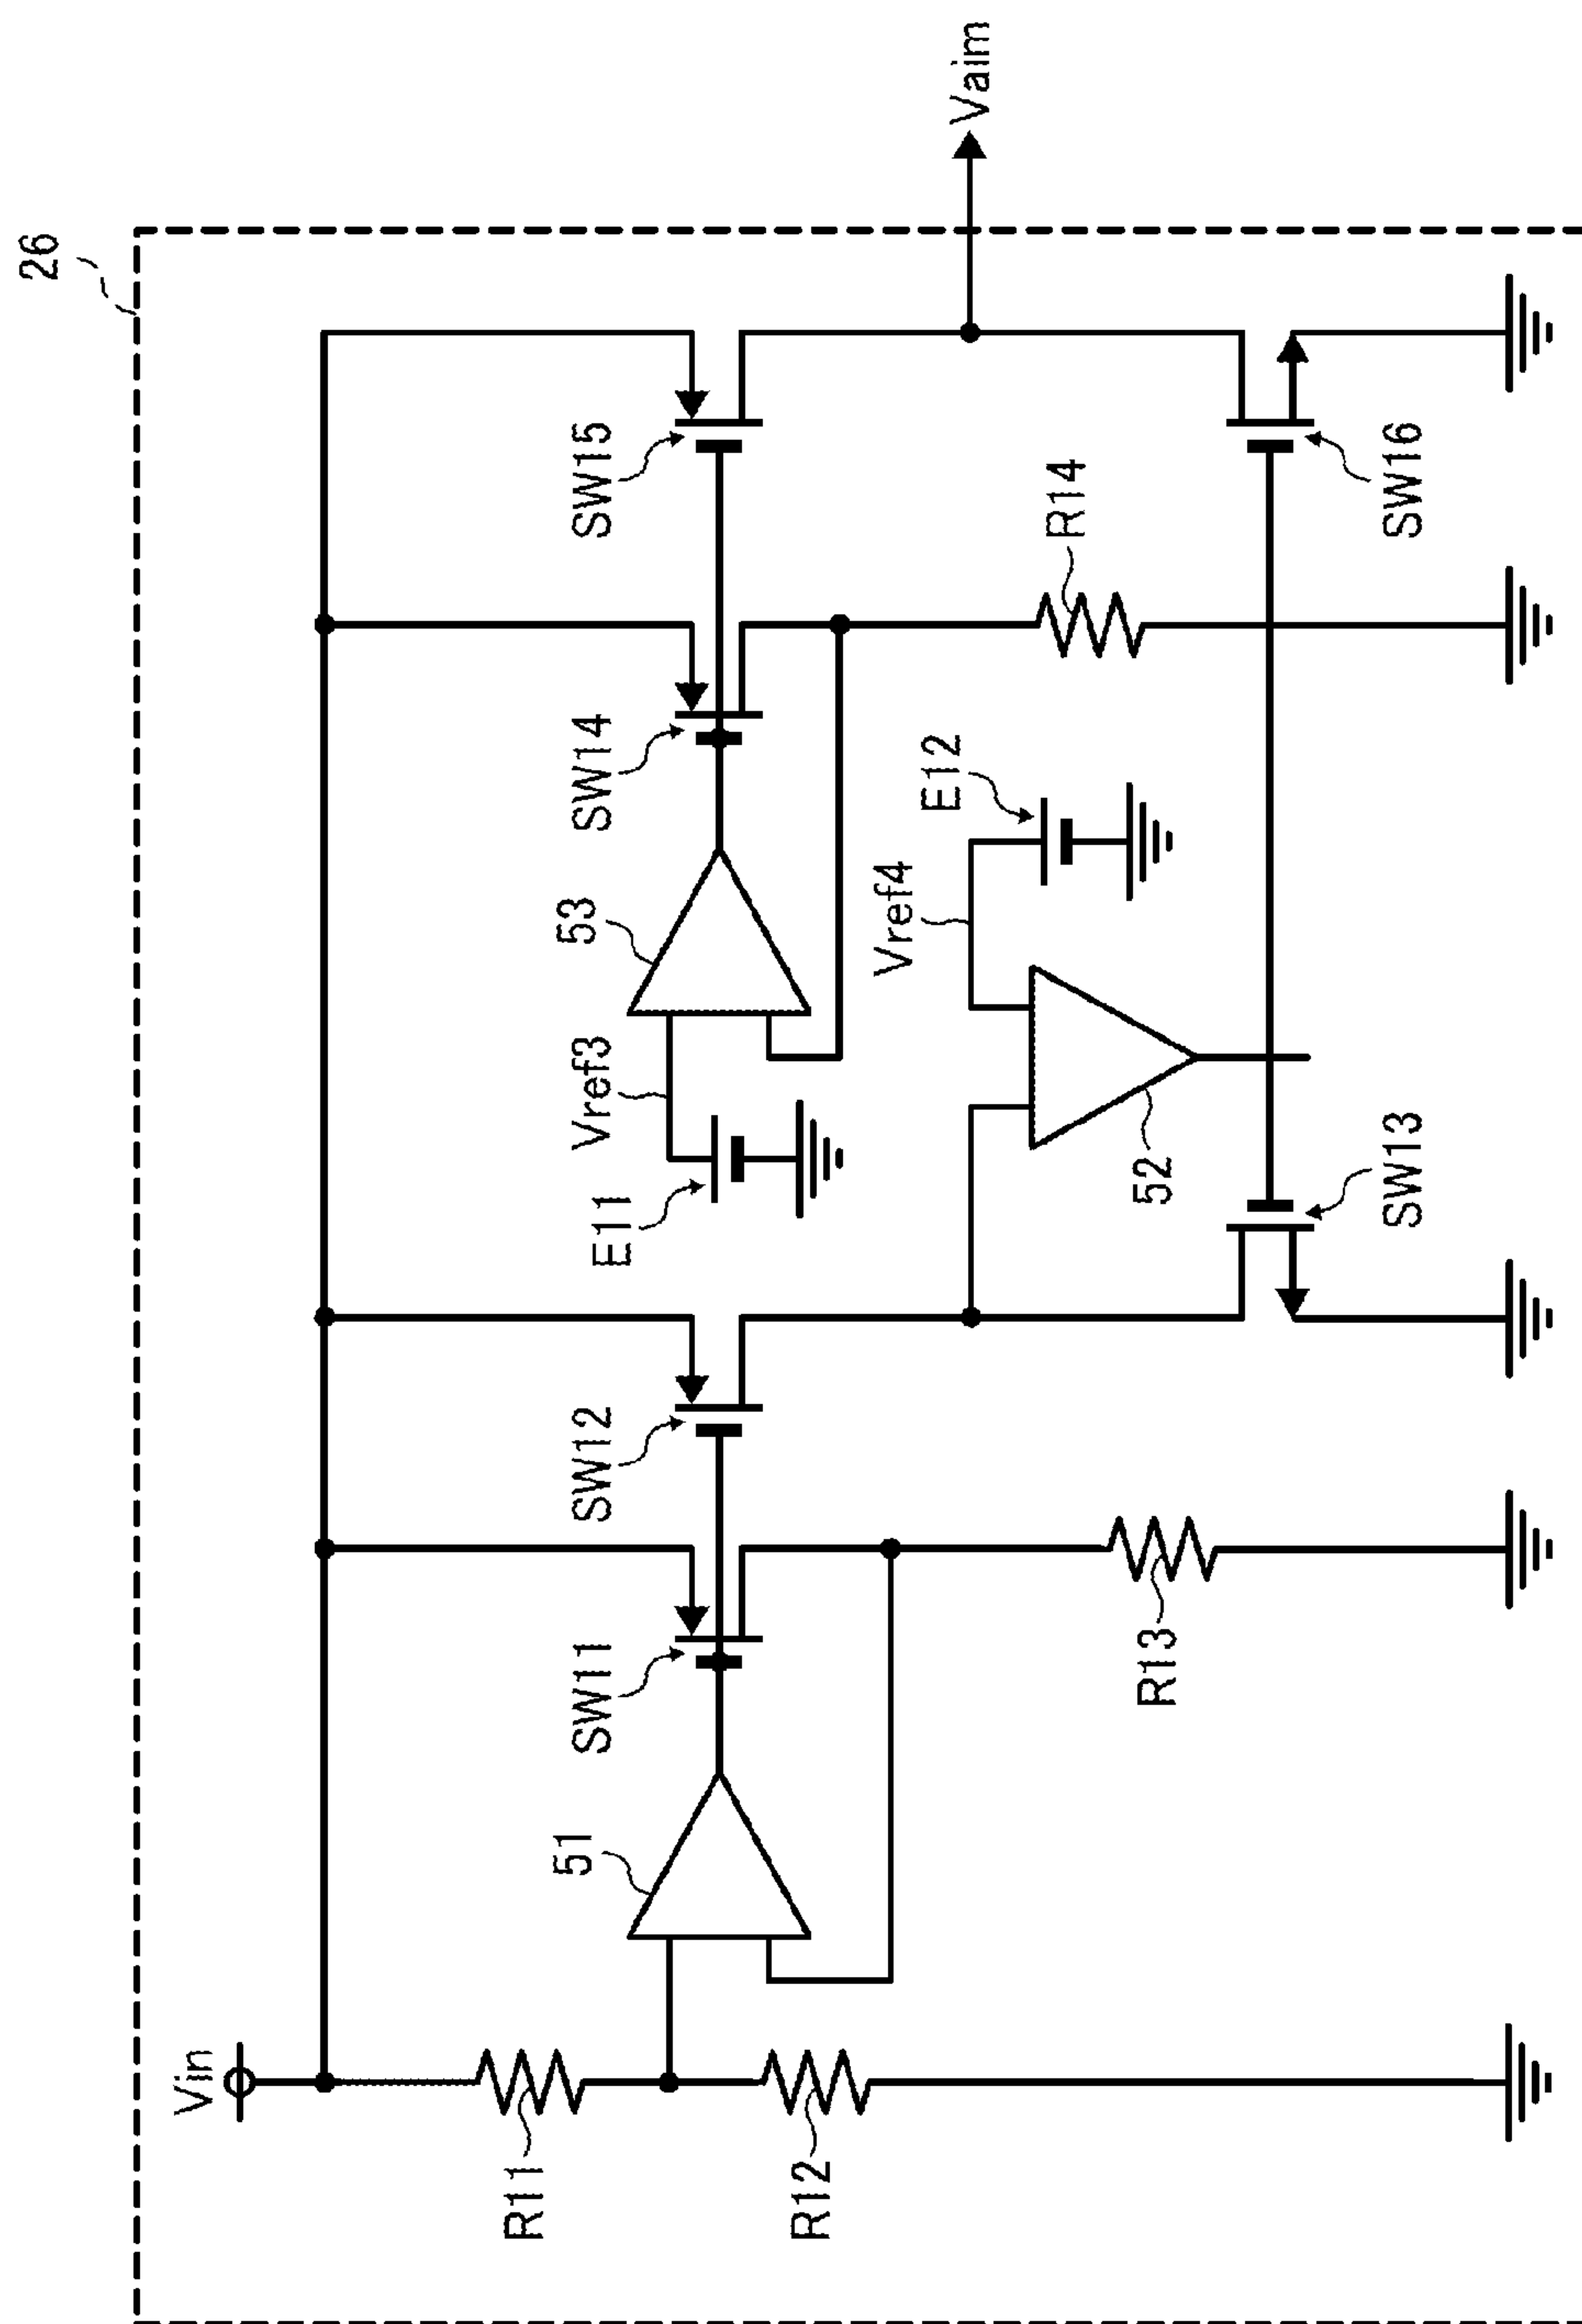 26
Vin
R11
R12
51
SW11
R13
SW12
E11
Vref3
53
SW14
SW15
Vref4
E12
R14
52
SW13
SW16
Vaim